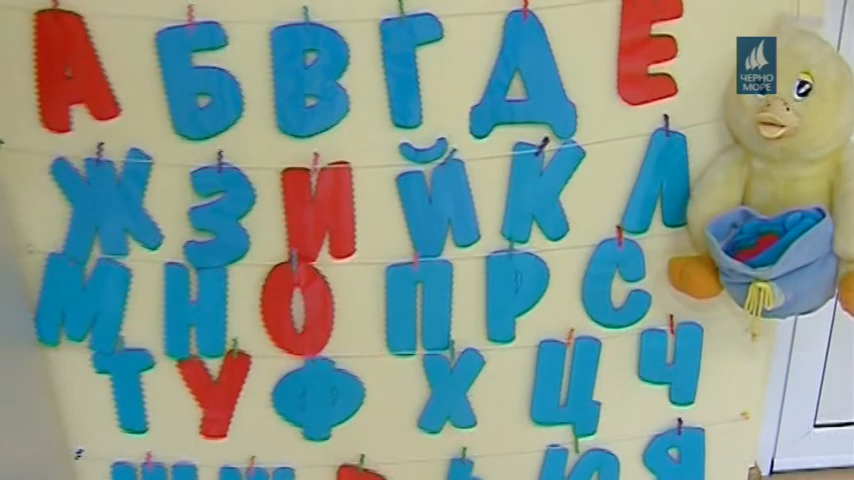 А Б В Г Д Е
Ж З И Й К Л
М Н О П Р С
Т У Ф Х Ц Ч
Ш Щ Ъ Ь Ю Я
ЧЕРНО
МОРЕ